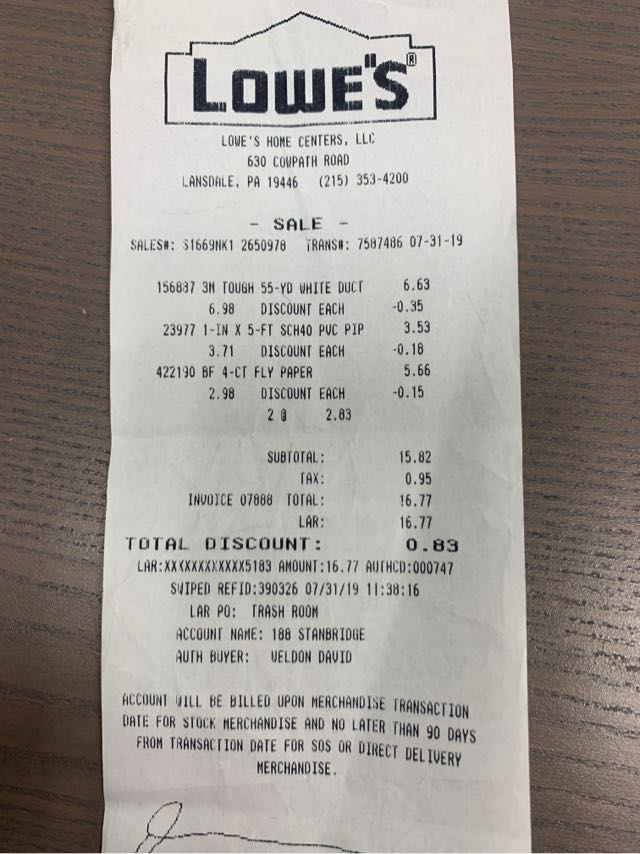 LOWE'S®
LOWE'S HOME CENTERS, LLC
630 COWPATH ROAD
LANSDALE, PA 19446 (215) 353-4200
- SALE -
SALES#: S1669NK1 2650978 TRANS#: 7587486 07-31-19
156887 3M TOUGH 55-YD WHITE DUCT 6.63
6.98 DISCOUNT EACH -0.35
23977 1-IN X 5-FT SCH40 PVC PIP 3.53
3.71 DISCOUNT EACH -0.18
422190 BF 4-CT FLY PAPER 5.66
2.98 DISCOUNT EACH -0.15
2 @ 2.83
SUBTOTAL: 15.82
TAX: 0.95
INVOICE 07888 TOTAL: 16.77
LAR: 16.77
TOTAL DISCOUNT: 0.83
LAR:XXXXXXXXXXXX5183 AMOUNT:16.77 AUTHCD:000747
SWIPED REFID:390326 07/31/19 11:38:16
LAR PO: TRASH ROOM
ACCOUNT NAME: 188 STANBRIDGE
AUTH BUYER: WELDON DAVID
ACCOUNT WILL BE BILLED UPON MERCHANDISE TRANSACTION
DATE FOR STOCK MERCHANDISE AND NO LATER THAN 90 DAYS
FROM TRANSACTION DATE FOR SOS OR DIRECT DELIVERY
MERCHANDISE.